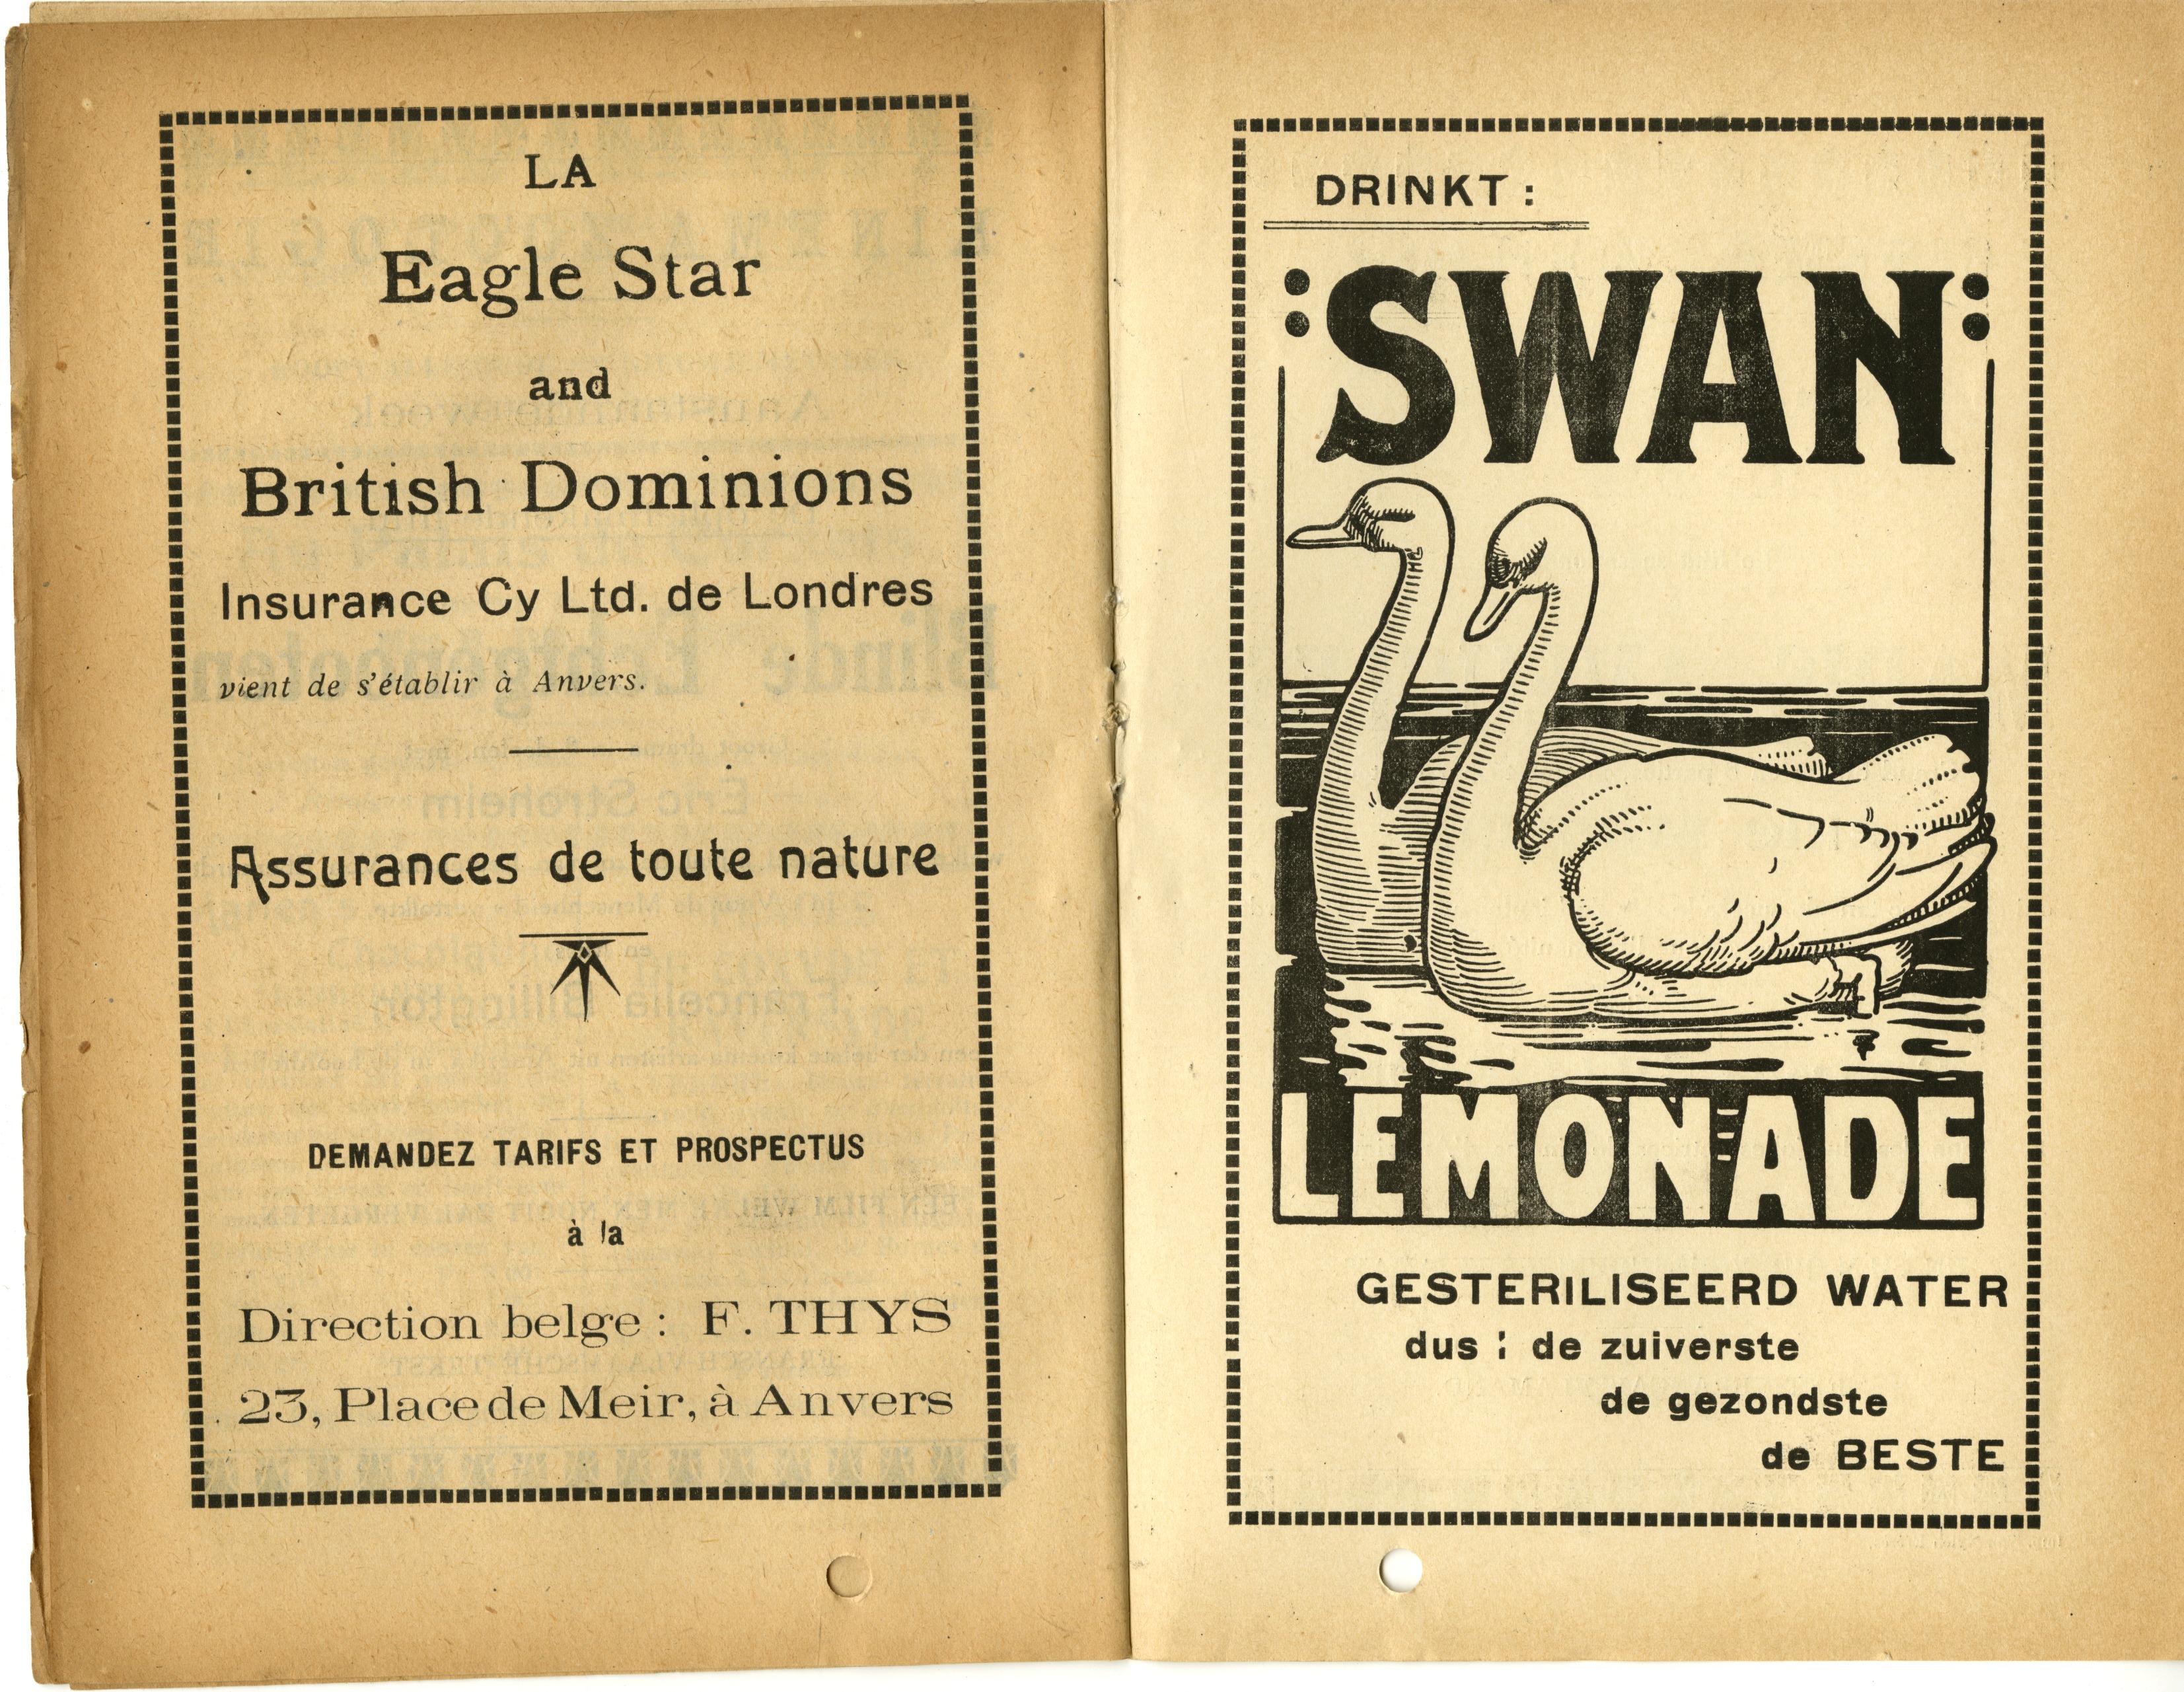 LA
Eagle Star
and
British Dominions
Insurance Cy Ltd. de Londres
vient de s'établir à Anvers.
Assurances de toute nature
DEMANDEZ TARIFS ET PROSPECTUS
à la
Direction belge : F. THYS
23, Place de Meir, à Anvers
DRINKT :
:SWAN:
LEMONADE
GESTERILISEERD WATER
dus : de zuiverste
de gezondste
de BESTE